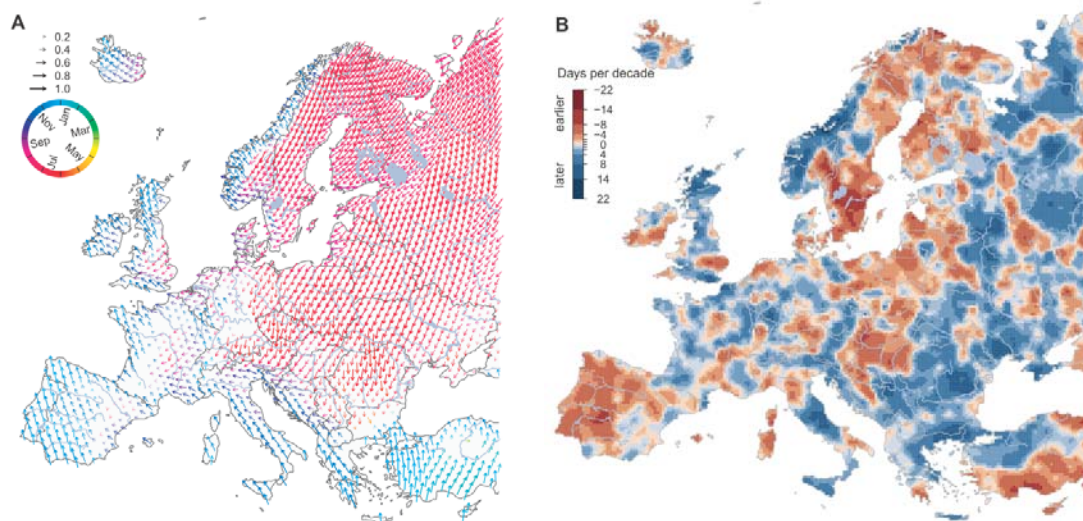 A
0.2
0.4
0.6
0.8
1.0
Jan
Mar
May
Jul
Sep
Nov
B
Days per decade
earlier
later
−22
−14
−8
−4
0
4
8
14
22